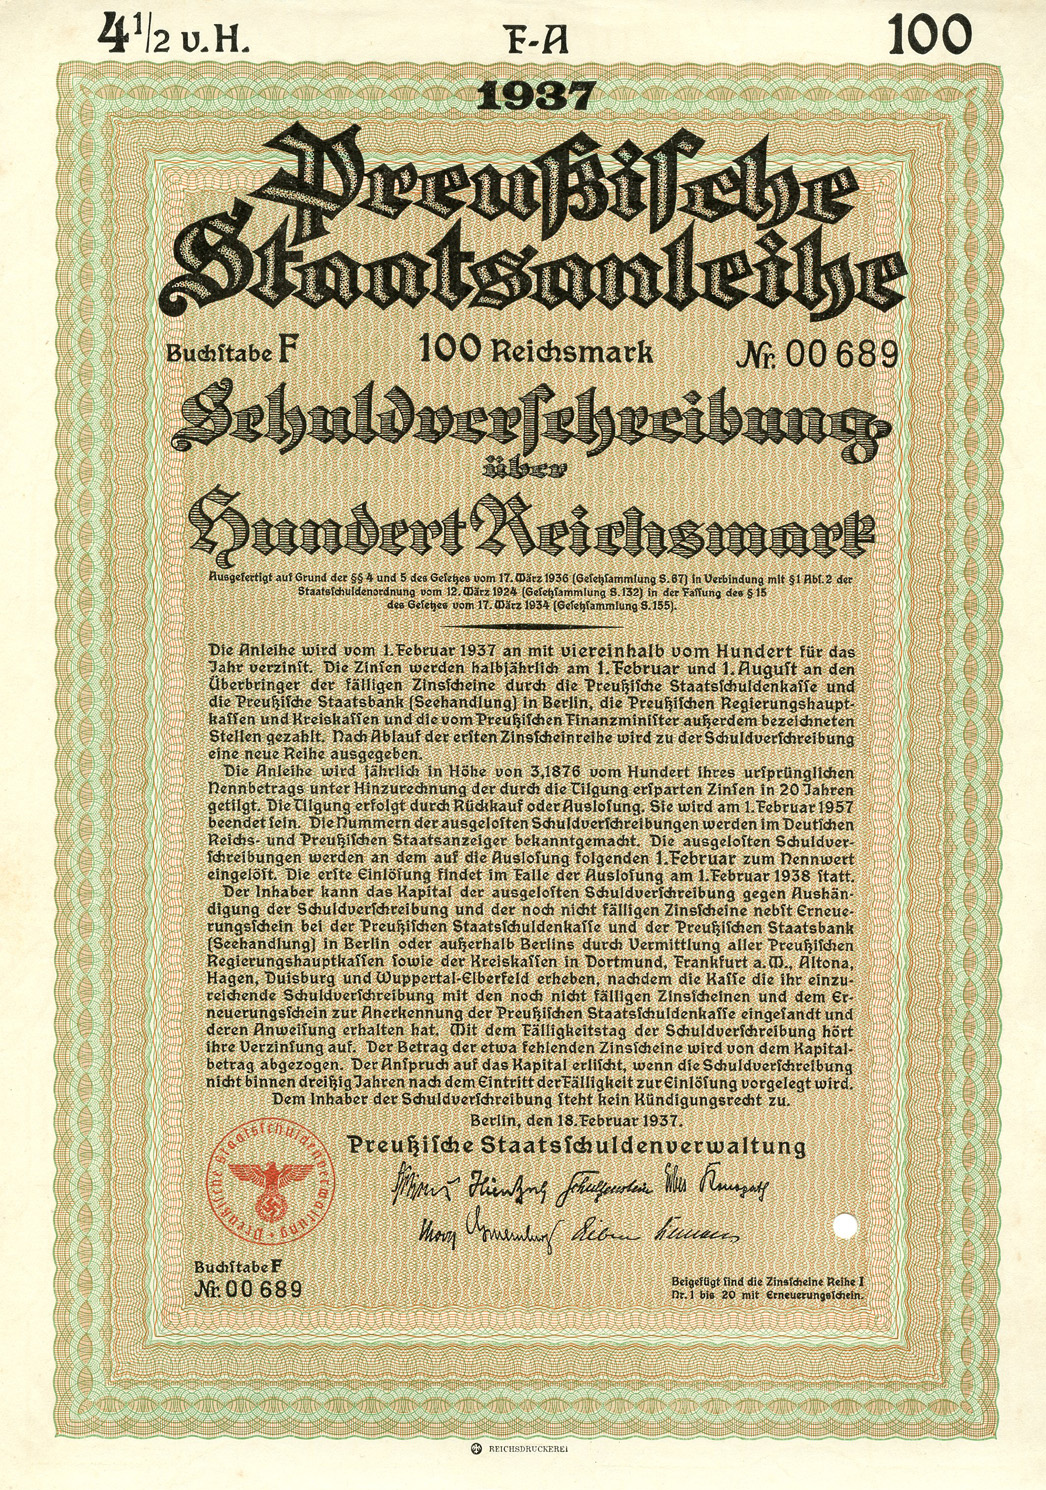 4½ v. H. F-A 100
1937
Preußiſche
Staatsanleihe
Buchſtabe F 100 Reichsmark Nr. 00689
Schuldverſchreibung
über
Hundert Reichsmark
Ausgefertigt auf Grund der §§ 4 und 5 des Geſetzes vom 17. März 1936 (Geſetzſammlung S. 67) in Verbindung mit § 1 Abſ. 2 der
Staatsſchuldenordnung vom 12. März 1924 (Geſetzſammlung S. 132) in der Faſſung des § 15
des Geſetzes vom 17. März 1934 (Geſetzſammlung S. 155).
Die Anleihe wird vom 1. Februar 1937 an mit viereinhalb vom Hundert für das
Jahr verzinſt. Die Zinſen werden halbjährlich am 1. Februar und 1. Auguſt an den
Überbringer der fälligen Zinsſcheine durch die Preußiſche Staatsſchuldenkaſſe und
die Preußiſche Staatsbank (Seehandlung) in Berlin, die Preußiſchen Regierungshaupt-
kaſſen und Kreiskaſſen und die vom Preußiſchen Finanzminiſter außerdem bezeichneten
Stellen gezahlt. Nach Ablauf der erſten Zinsſcheinreihe wird zu der Schuldverſchreibung
eine neue Reihe ausgegeben.
Die Anleihe wird jährlich in Höhe von 3,1876 vom Hundert ihres urſprünglichen
Nennbetrags unter Hinzurechnung der durch die Tilgung erſparten Zinſen in 20 Jahren
getilgt. Die Tilgung erfolgt durch Rückkauf oder Ausloſung. Sie wird am 1. Februar 1957
beendet ſein. Die Nummern der ausgeloſten Schuldverſchreibungen werden im Deutſchen
Reichs- und Preußiſchen Staatsanzeiger bekanntgemacht. Die ausgeloſten Schuldver-
ſchreibungen werden an dem auf die Ausloſung folgenden 1. Februar zum Nennwert
eingelöſt. Die erſte Einlöſung findet im Falle der Ausloſung am 1. Februar 1938 ſtatt.
Der Inhaber kann das Kapital der ausgeloſten Schuldverſchreibung gegen Aushän-
digung der Schuldverſchreibung und der noch nicht fälligen Zinsſcheine nebſt Erneue-
rungsſchein bei der Preußiſchen Staatsſchuldenkaſſe und der Preußiſchen Staatsbank
(Seehandlung) in Berlin oder außerhalb Berlins durch Vermittlung aller Preußiſchen
Regierungshauptkaſſen ſowie der Kreiskaſſen in Dortmund, Frankfurt a. M., Altona,
Hagen, Duisburg und Wuppertal-Elberfeld erheben, nachdem die Kaſſe die ihr einzu-
reichende Schuldverſchreibung mit den noch nicht fälligen Zinsſcheinen und dem Er-
neuerungsſchein zur Anerkennung der Preußiſchen Staatsſchuldenkaſſe eingeſandt und
deren Anweiſung erhalten hat. Mit dem Fälligkeitstag der Schuldverſchreibung hört
ihre Verzinſung auf. Der Betrag der etwa fehlenden Zinsſcheine wird von dem Kapital-
betrag abgezogen. Der Anſpruch auf das Kapital erliſcht, wenn die Schuldverſchreibung
nicht binnen dreißig Jahren nach dem Eintritt der Fälligkeit zur Einlöſung vorgelegt wird.
Dem Inhaber der Schuldverſchreibung ſteht kein Kündigungsrecht zu.
Berlin, den 18. Februar 1937.
Preußiſche Staatsſchuldenverwaltung
Preußiſche Staatsſchuldenverwaltung
Buchſtabe F
Nr. 00689
Beigefügt ſind die Zinsſcheine Reihe I
Nr. 1 bis 20 mit Erneuerungsſchein.
REICHSDRUCKEREI